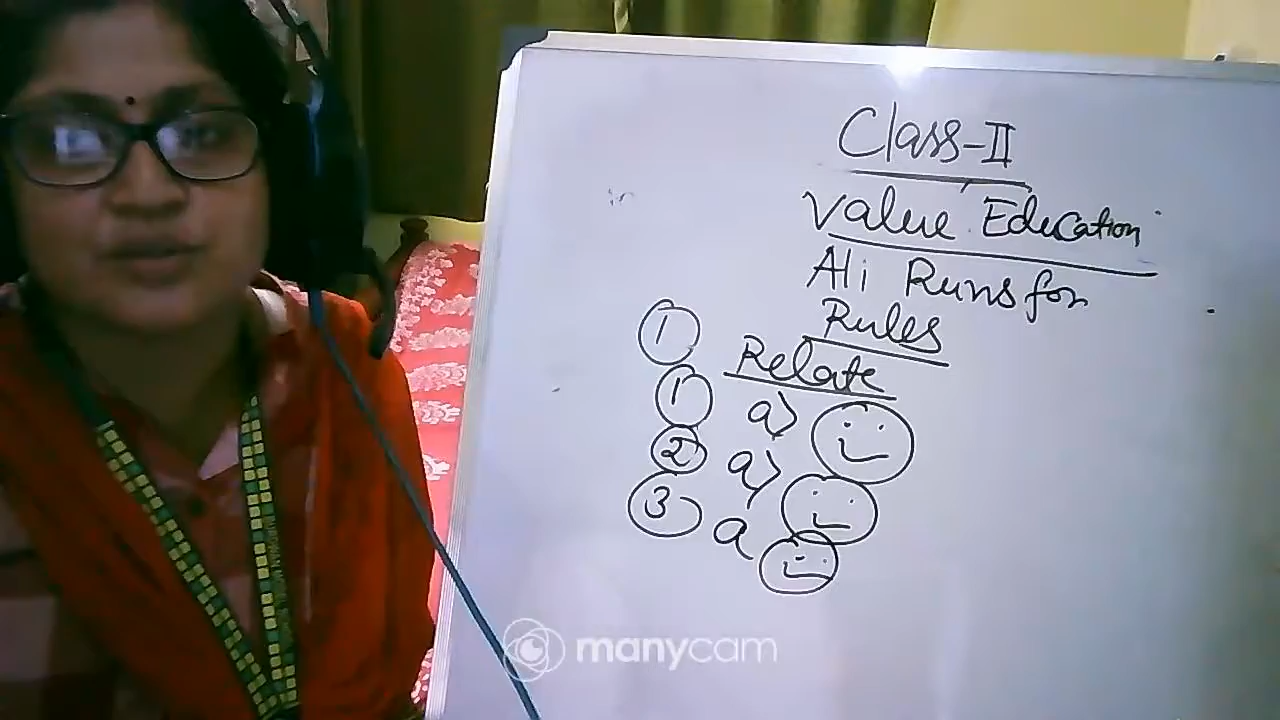 Class-II
Value Education
Ali Runs for
Rules
1
Relate
1 a)
2 a)
3 a
manycam